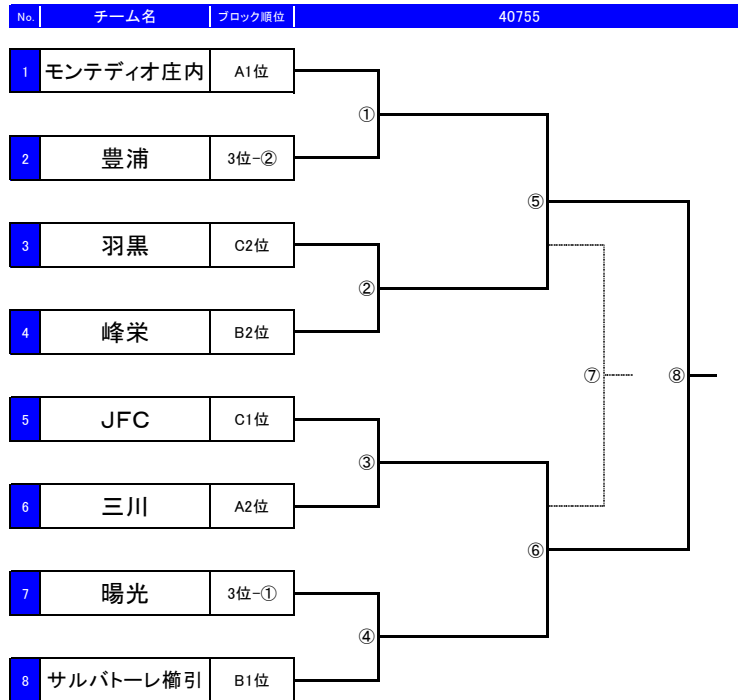 No. チーム名 ブロック順位 40755
1 モンテディオ庄内 A1位
①
2 豊浦 3位-②
⑤
3 羽黒 C2位
②
4 峰栄 B2位
⑦ ⑧
5 JFC C1位
③
6 三川 A2位
⑥
7 暘光 3位-①
④
8 サルバトーレ櫛引 B1位